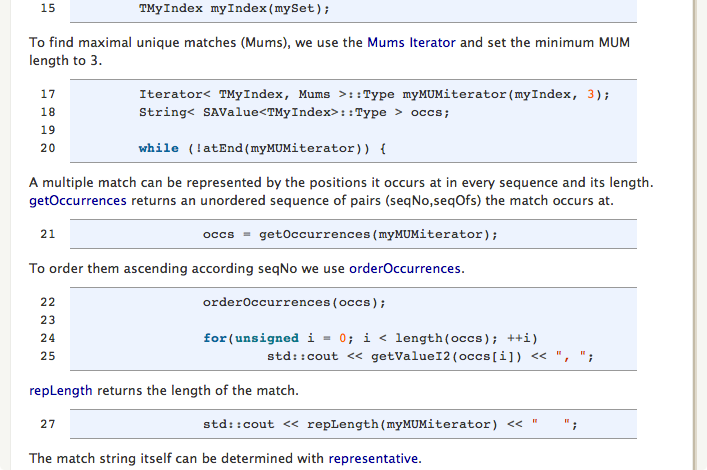 15 TMyIndex myIndex(mySet);
To find maximal unique matches (Mums), we use the Mums Iterator and set the minimum MUM
length to 3.
17 Iterator< TMyIndex, Mums >::Type myMUMiterator(myIndex, 3);
18 String< SAValue<TMyIndex>::Type > occs;
19
20 while (!atEnd(myMUMiterator)) {
A multiple match can be represented by the positions it occurs at in every sequence and its length.
getOccurrences returns an unordered sequence of pairs (seqNo,seqOfs) the match occurs at.
21 occs = getOccurrences(myMUMiterator);
To order them ascending according seqNo we use orderOccurrences.
22 orderOccurrences(occs);
23
24 for(unsigned i = 0; i < length(occs); ++i)
25 std::cout << getValueI2(occs[i]) << ", ";
repLength returns the length of the match.
27 std::cout << repLength(myMUMiterator) << "   ";
The match string itself can be determined with representative.